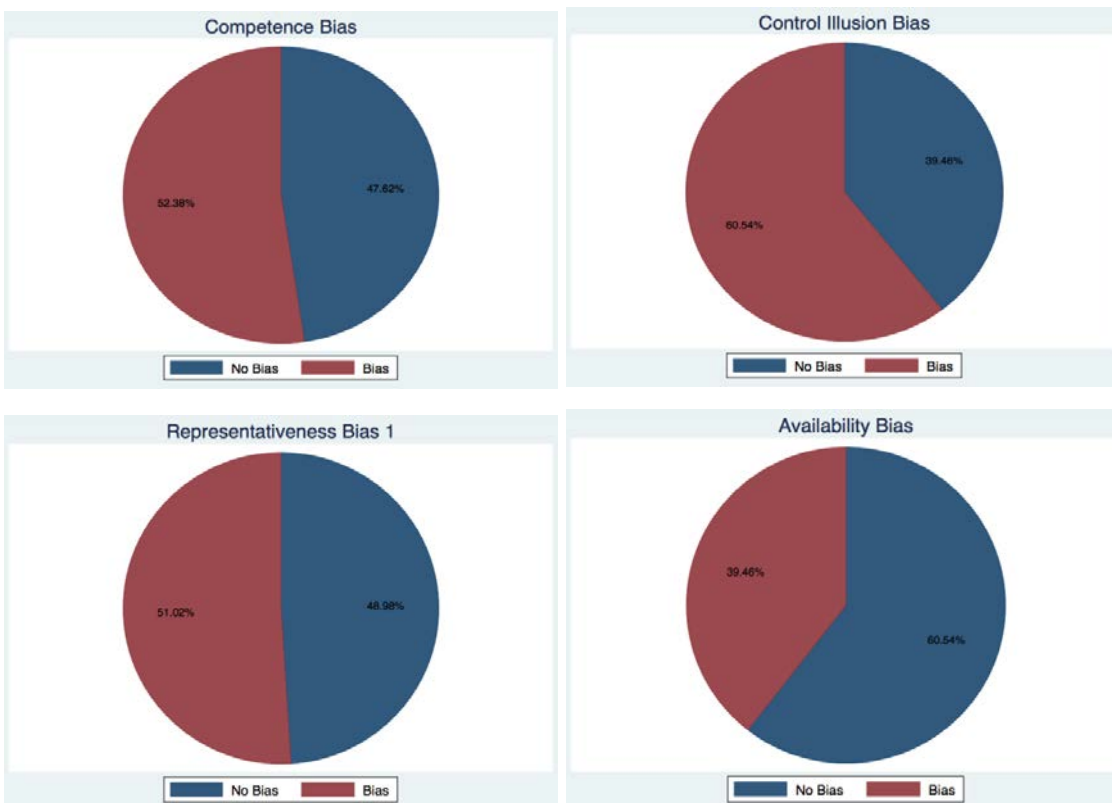 Competence Bias
47.62%
52.38%
No Bias Bias
Control Illusion Bias
39.46%
60.54%
No Bias Bias
Representativeness Bias 1
48.98%
51.02%
No Bias Bias
Availability Bias
39.46%
60.54%
No Bias Bias